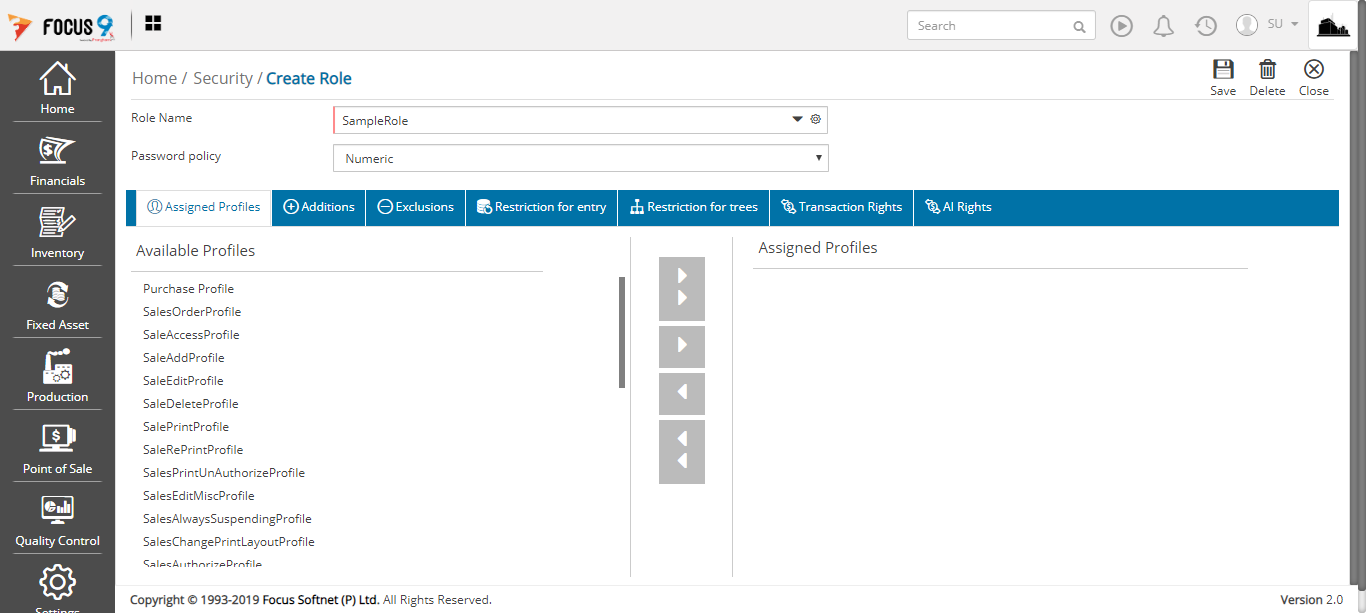 FOCUS 9
Search
SU
Home
Financials
Inventory
Fixed Asset
Production
Point of Sale
Quality Control
Settings
Home / Security / Create Role
Save
Delete
Close
Role Name
SampleRole
Password policy
Numeric
Assigned Profiles
Additions
Exclusions
Restriction for entry
Restriction for trees
Transaction Rights
AI Rights
Available Profiles
Purchase Profile
SalesOrderProfile
SaleAccessProfile
SaleAddProfile
SaleEditProfile
SaleDeleteProfile
SalePrintProfile
SaleRePrintProfile
SalesPrintUnAuthorizeProfile
SalesEditMiscProfile
SalesAlwaysSuspendingProfile
SalesChangePrintLayoutProfile
SalesAuthorizeProfile
Assigned Profiles
Copyright © 1993-2019 Focus Softnet (P) Ltd. All Rights Reserved.
Version 2.0